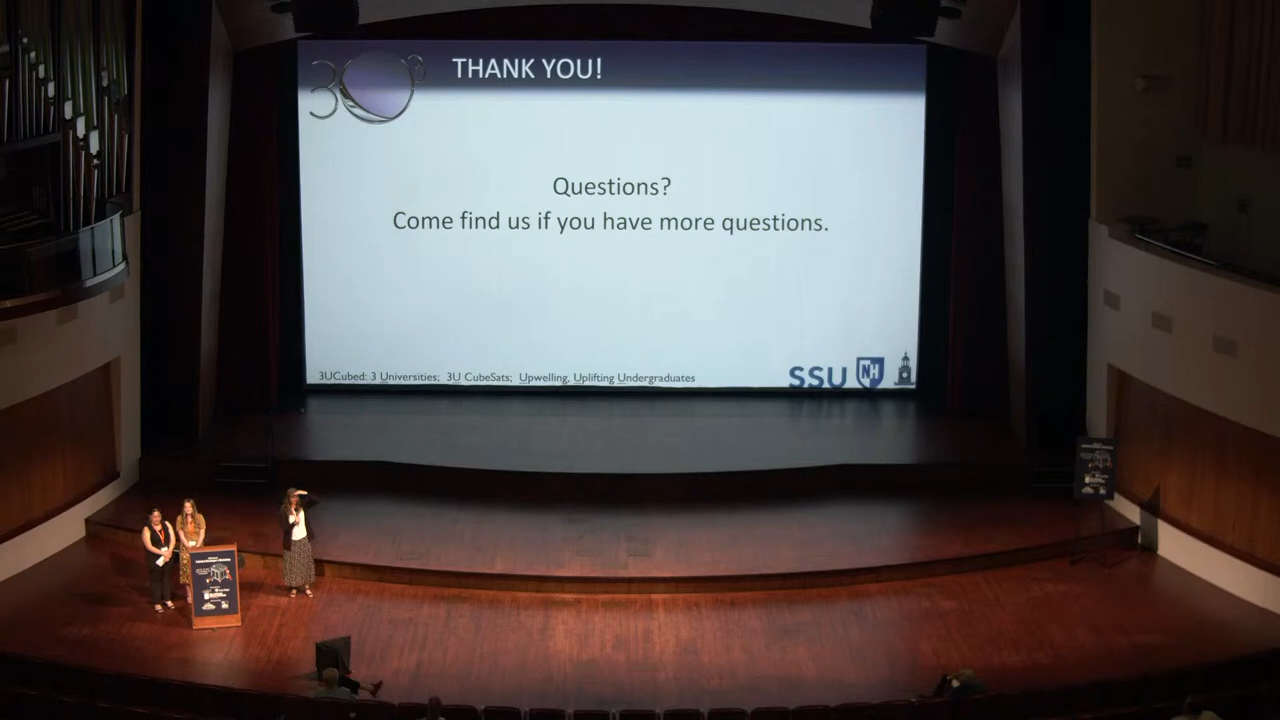 THANK YOU!
Questions?
Come find us if you have more questions.
3UCubed: 3 Universities; 3U CubeSats; Upwelling, Uplifting Undergraduates
SSU NH